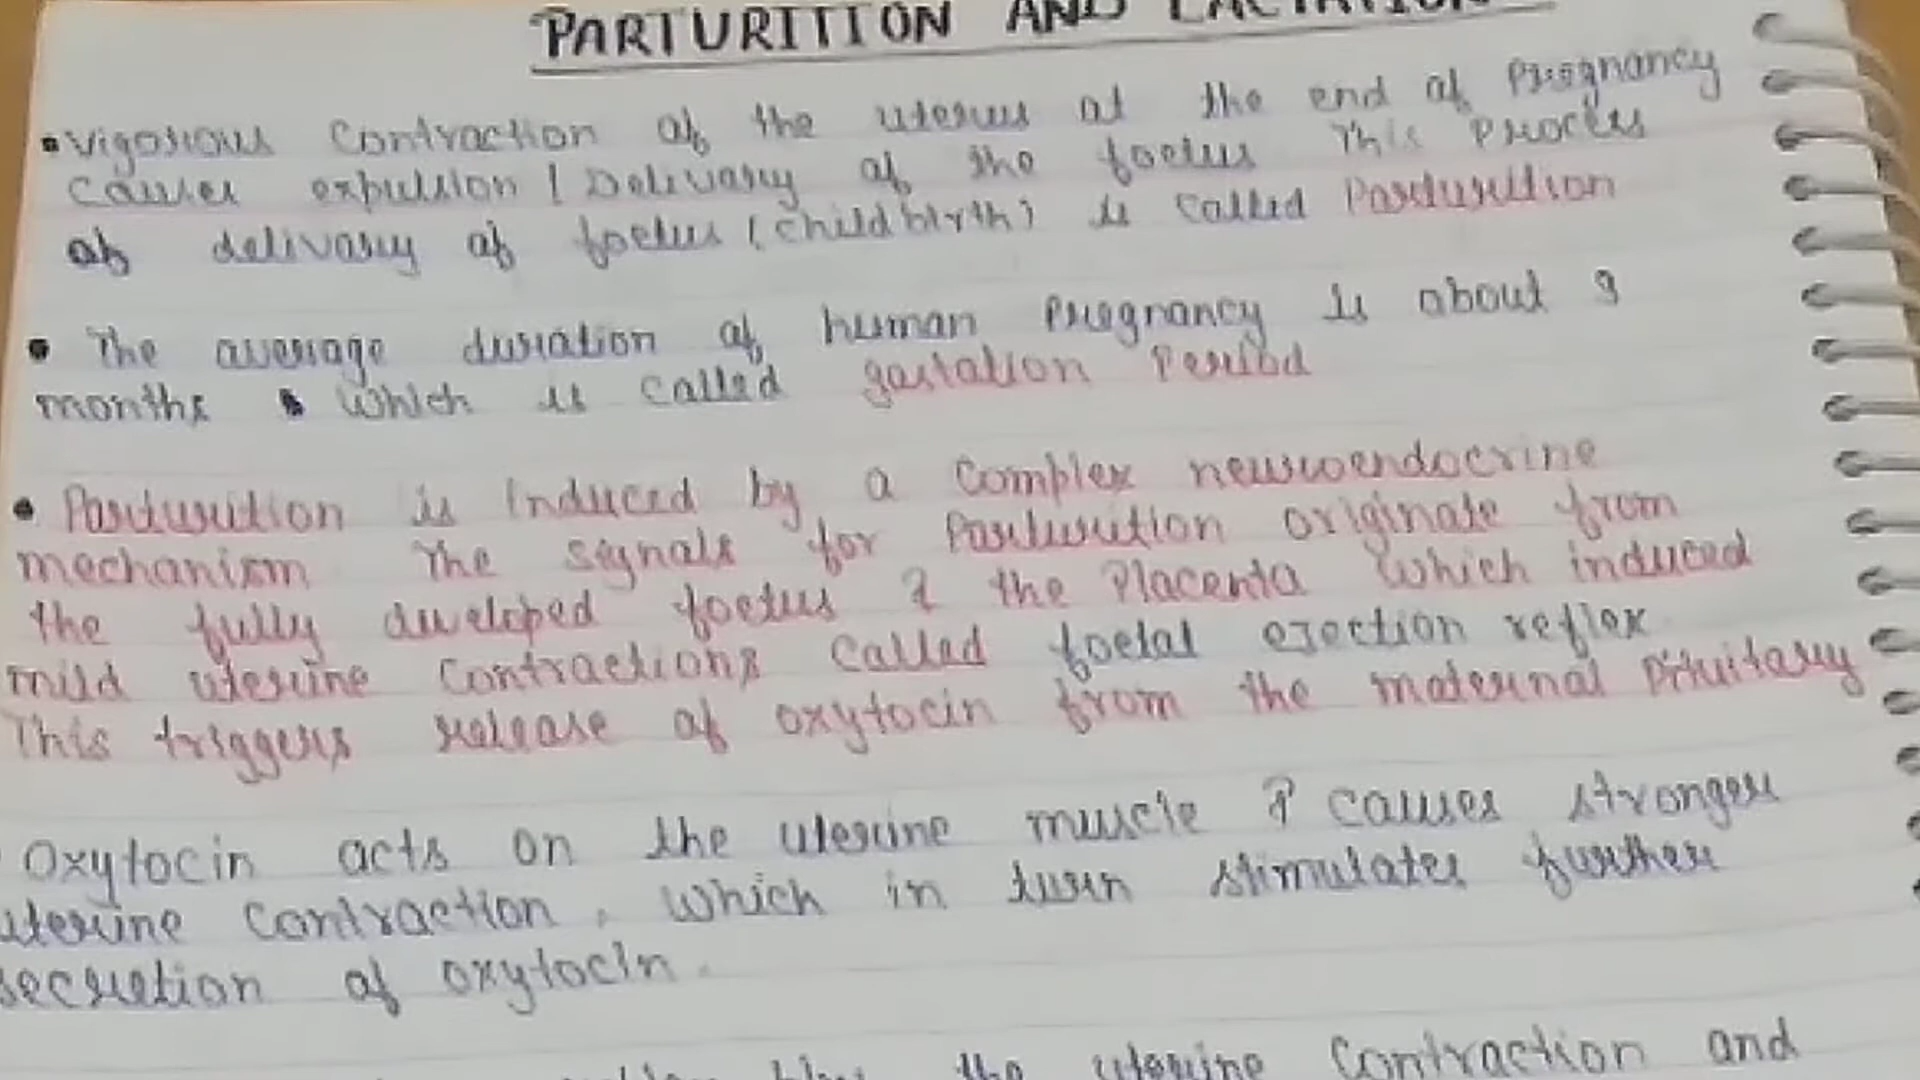 PARTURITION AND LACTATION
• Vigorous Contraction of the uterus at the end of Pregnancy
causes expulsion / Delivary of the foetus This Process
of delivary of foetus (childbirth) is called Parturition
• The average duration of human Pregnancy is about 9
months which is called gastation Period
• Parturition is Induced by a Complex neuroendocrine
mechanism The signals for Parturition originate from
the fully developed foetus & the Placenta which induced
mild uterine Contractions called foetal ejection reflex
This triggers release of oxytocin from the maternal Pituitary
Oxytocin acts on the uterine muscle & causes stronger
uterine Contraction, which in turn stimulates further
secretion of oxytocin.
the uterine Contraction and